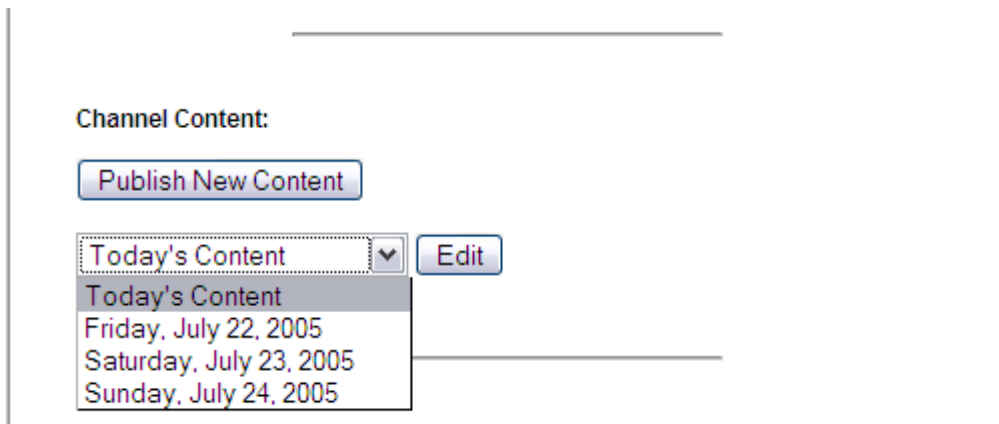 Channel Content:
Publish New Content
Today's Content Edit
Today's Content
Friday, July 22, 2005
Saturday, July 23, 2005
Sunday, July 24, 2005